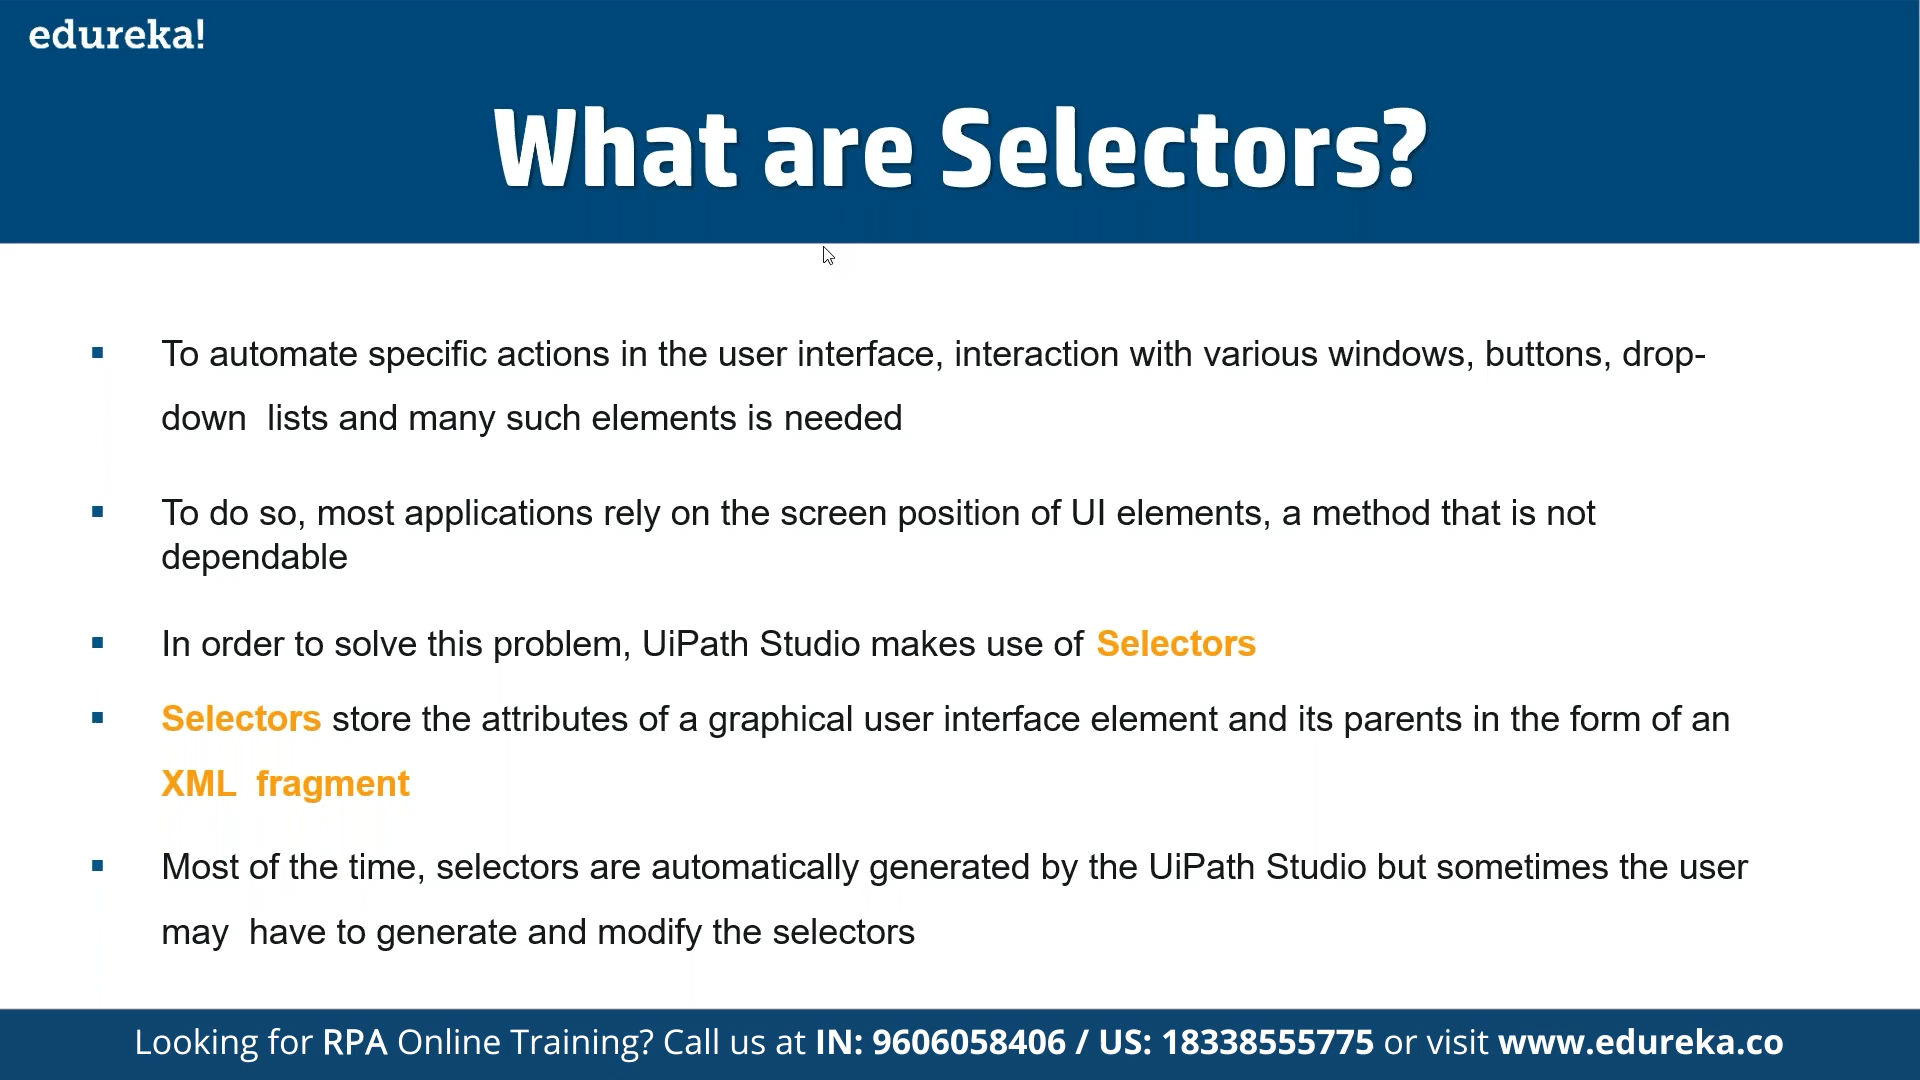 edureka!
What are Selectors?
To automate specific actions in the user interface, interaction with various windows, buttons, drop-
down lists and many such elements is needed
To do so, most applications rely on the screen position of UI elements, a method that is not
dependable
In order to solve this problem, UiPath Studio makes use of Selectors
Selectors store the attributes of a graphical user interface element and its parents in the form of an
XML fragment
Most of the time, selectors are automatically generated by the UiPath Studio but sometimes the user
may have to generate and modify the selectors
Looking for RPA Online Training? Call us at IN: 9606058406 / US: 18338555775 or visit www.edureka.co